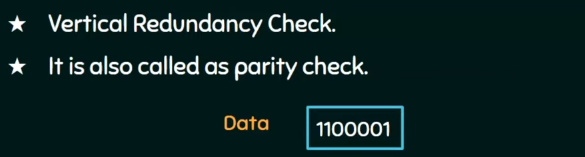 ★ Vertical Redundancy Check.
★ It is also called as parity check.
Data 1100001